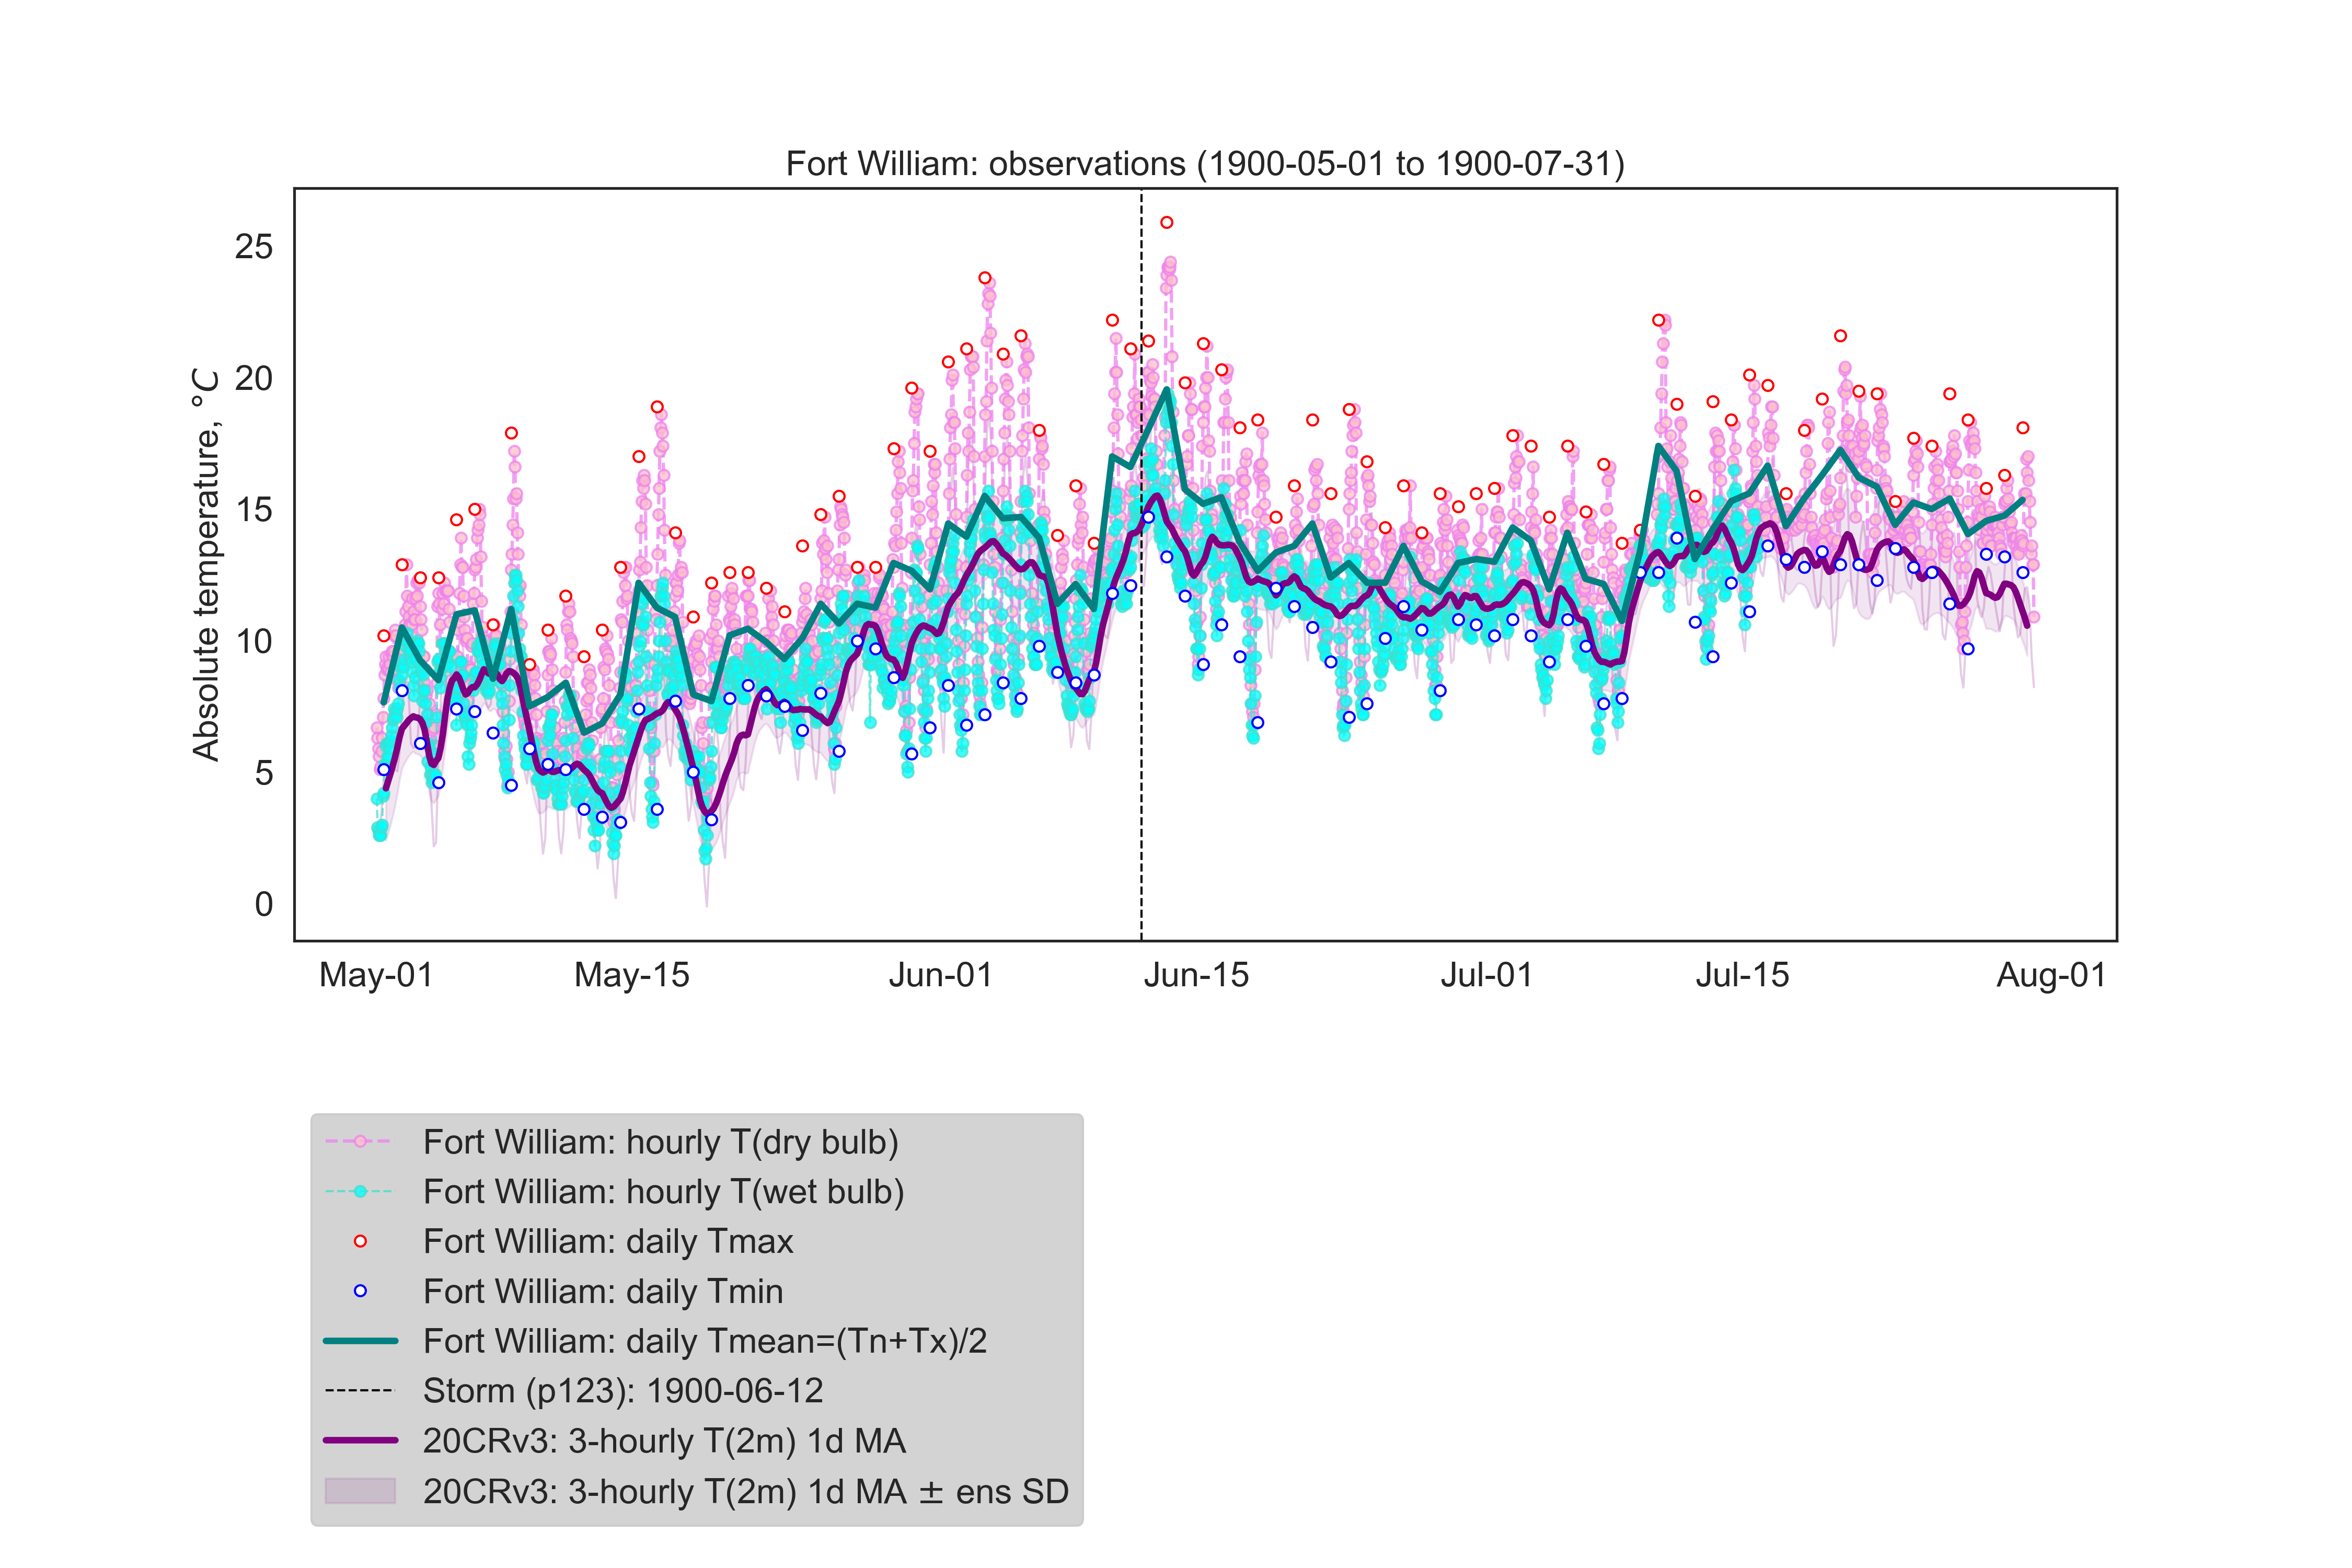 Fort William: observations (1900-05-01 to 1900-07-31)
Absolute temperature, °C
25
20
15
10
5
0
May-01
May-15
Jun-01
Jun-15
Jul-01
Jul-15
Aug-01
Fort William: hourly T(dry bulb)
Fort William: hourly T(wet bulb)
Fort William: daily Tmax
Fort William: daily Tmin
Fort William: daily Tmean=(Tn+Tx)/2
Storm (p123): 1900-06-12
20CRv3: 3-hourly T(2m) 1d MA
20CRv3: 3-hourly T(2m) 1d MA ± ens SD